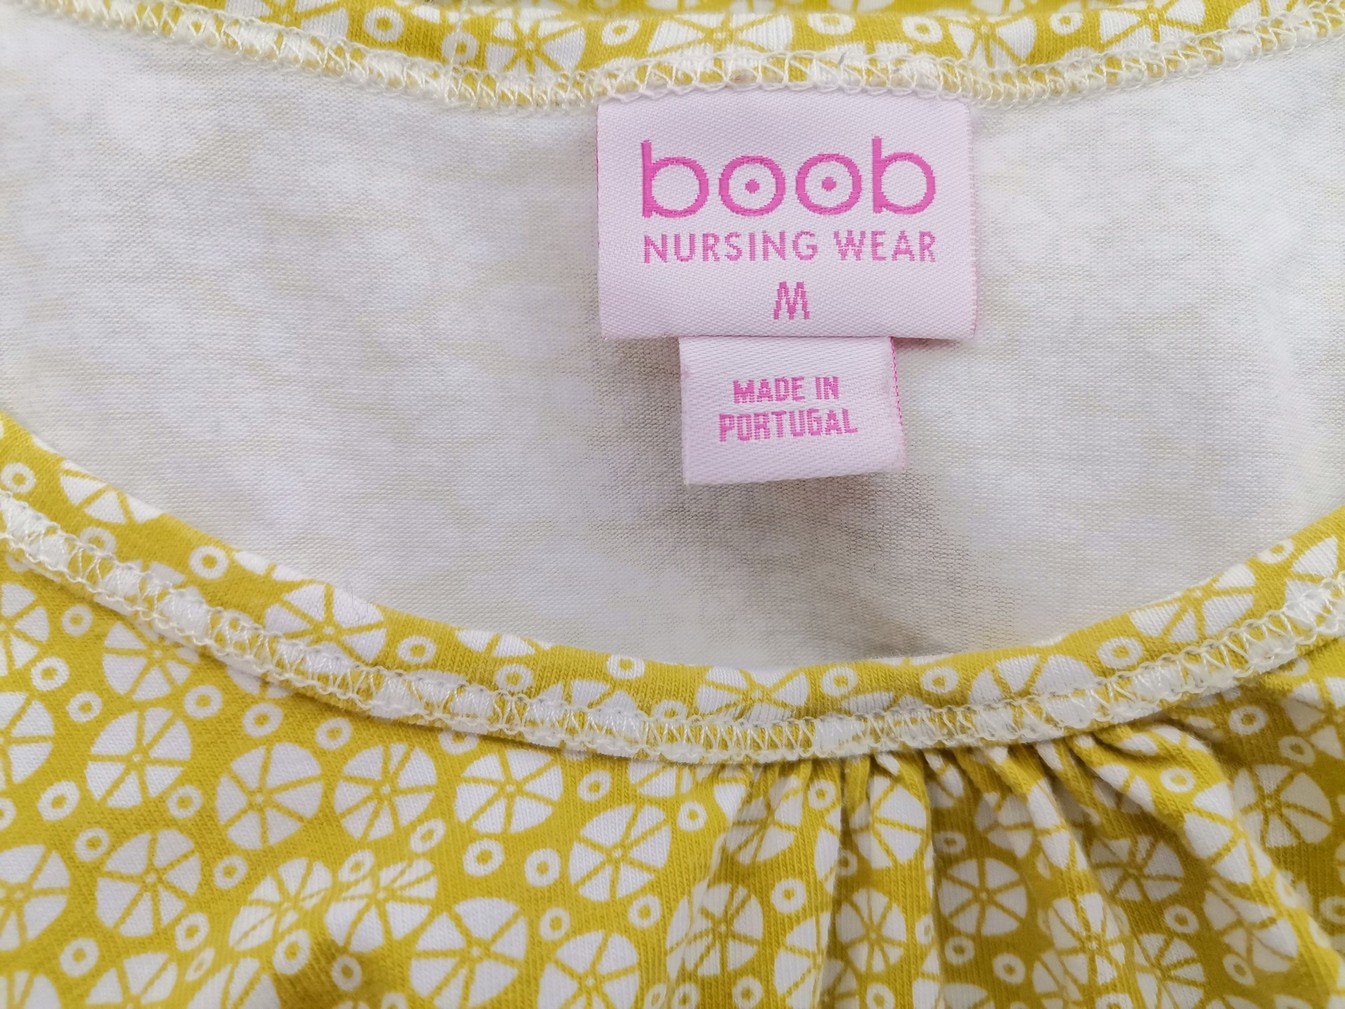 boob
NURSING WEAR
M
MADE IN
PORTUGAL